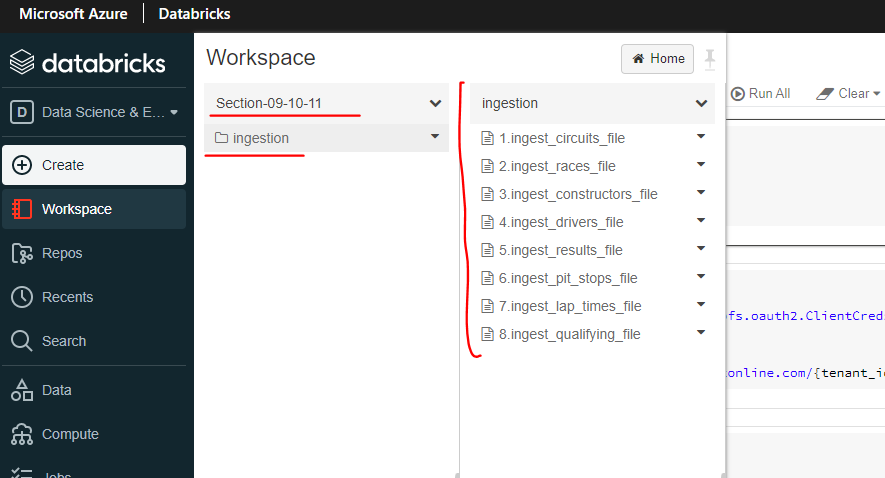 Microsoft Azure Databricks
databricks
D Data Science & E...
Create
Workspace
Repos
Recents
Search
Data
Compute
Jobs
Workspace
Home
Section-09-10-11
ingestion
ingestion
1.ingest_circuits_file
2.ingest_races_file
3.ingest_constructors_file
4.ingest_drivers_file
5.ingest_results_file
6.ingest_pit_stops_file
7.ingest_lap_times_file
8.ingest_qualifying_file
Run All Clear
fs.oauth2.ClientCred
online.com/{tenant_i